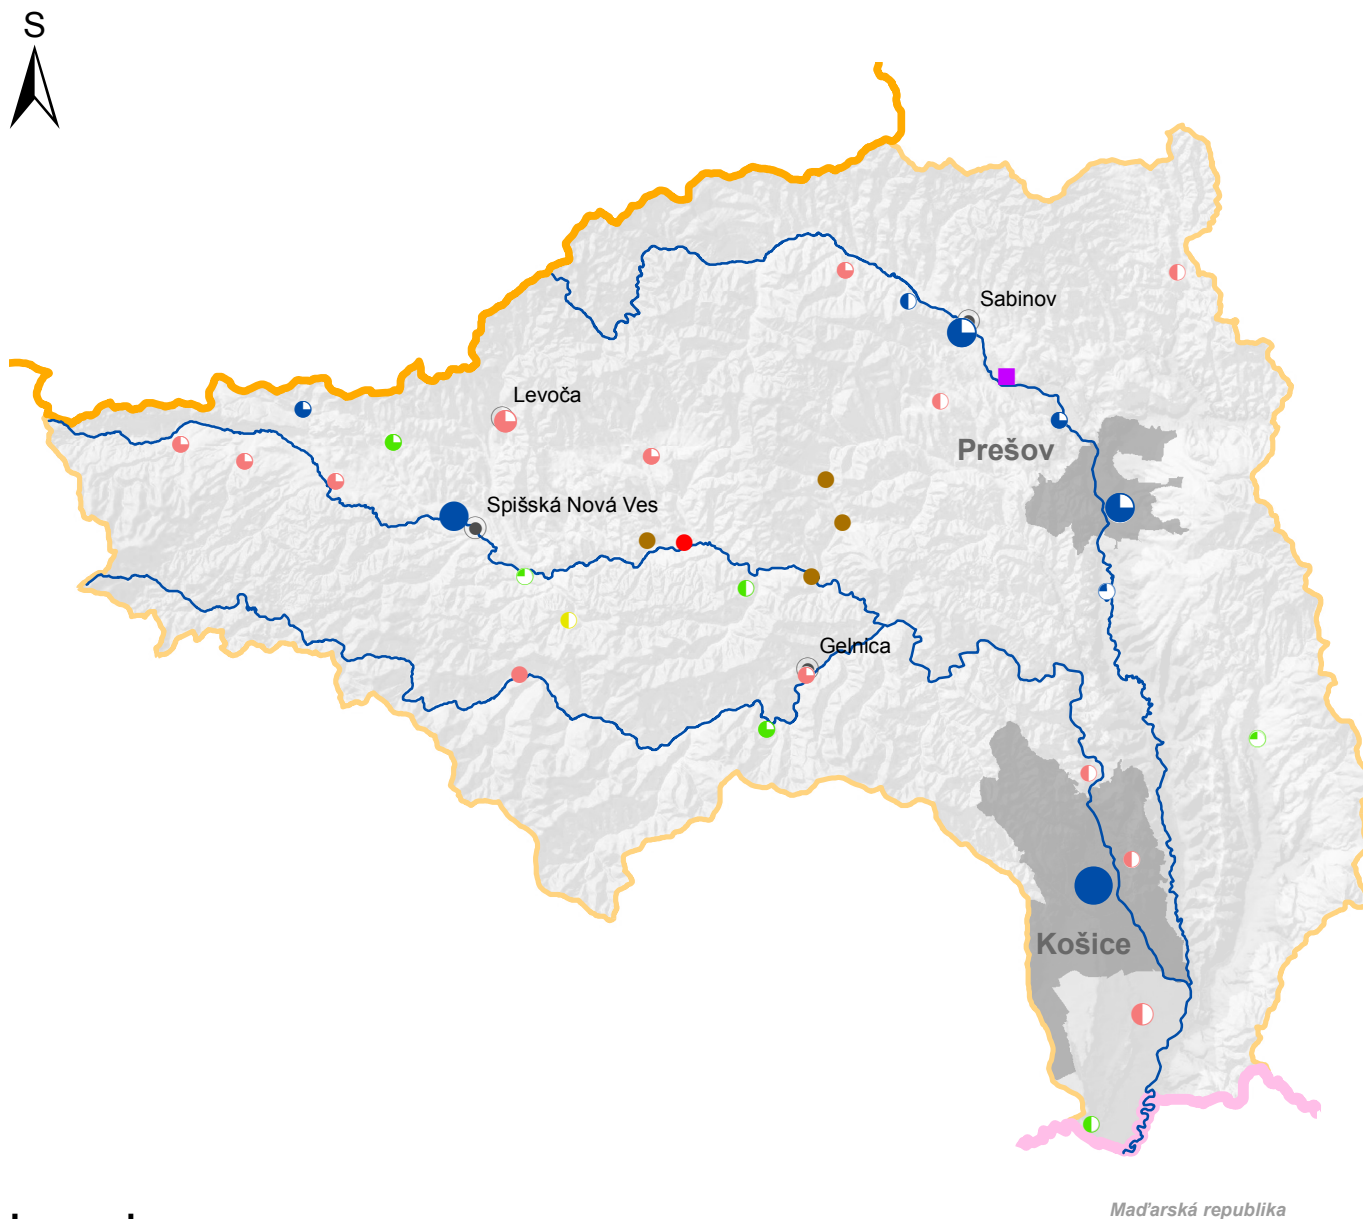 S
Sabinov
Levoča
Prešov
Spišská Nová Ves
Gelnica
Košice
Maďarská republika